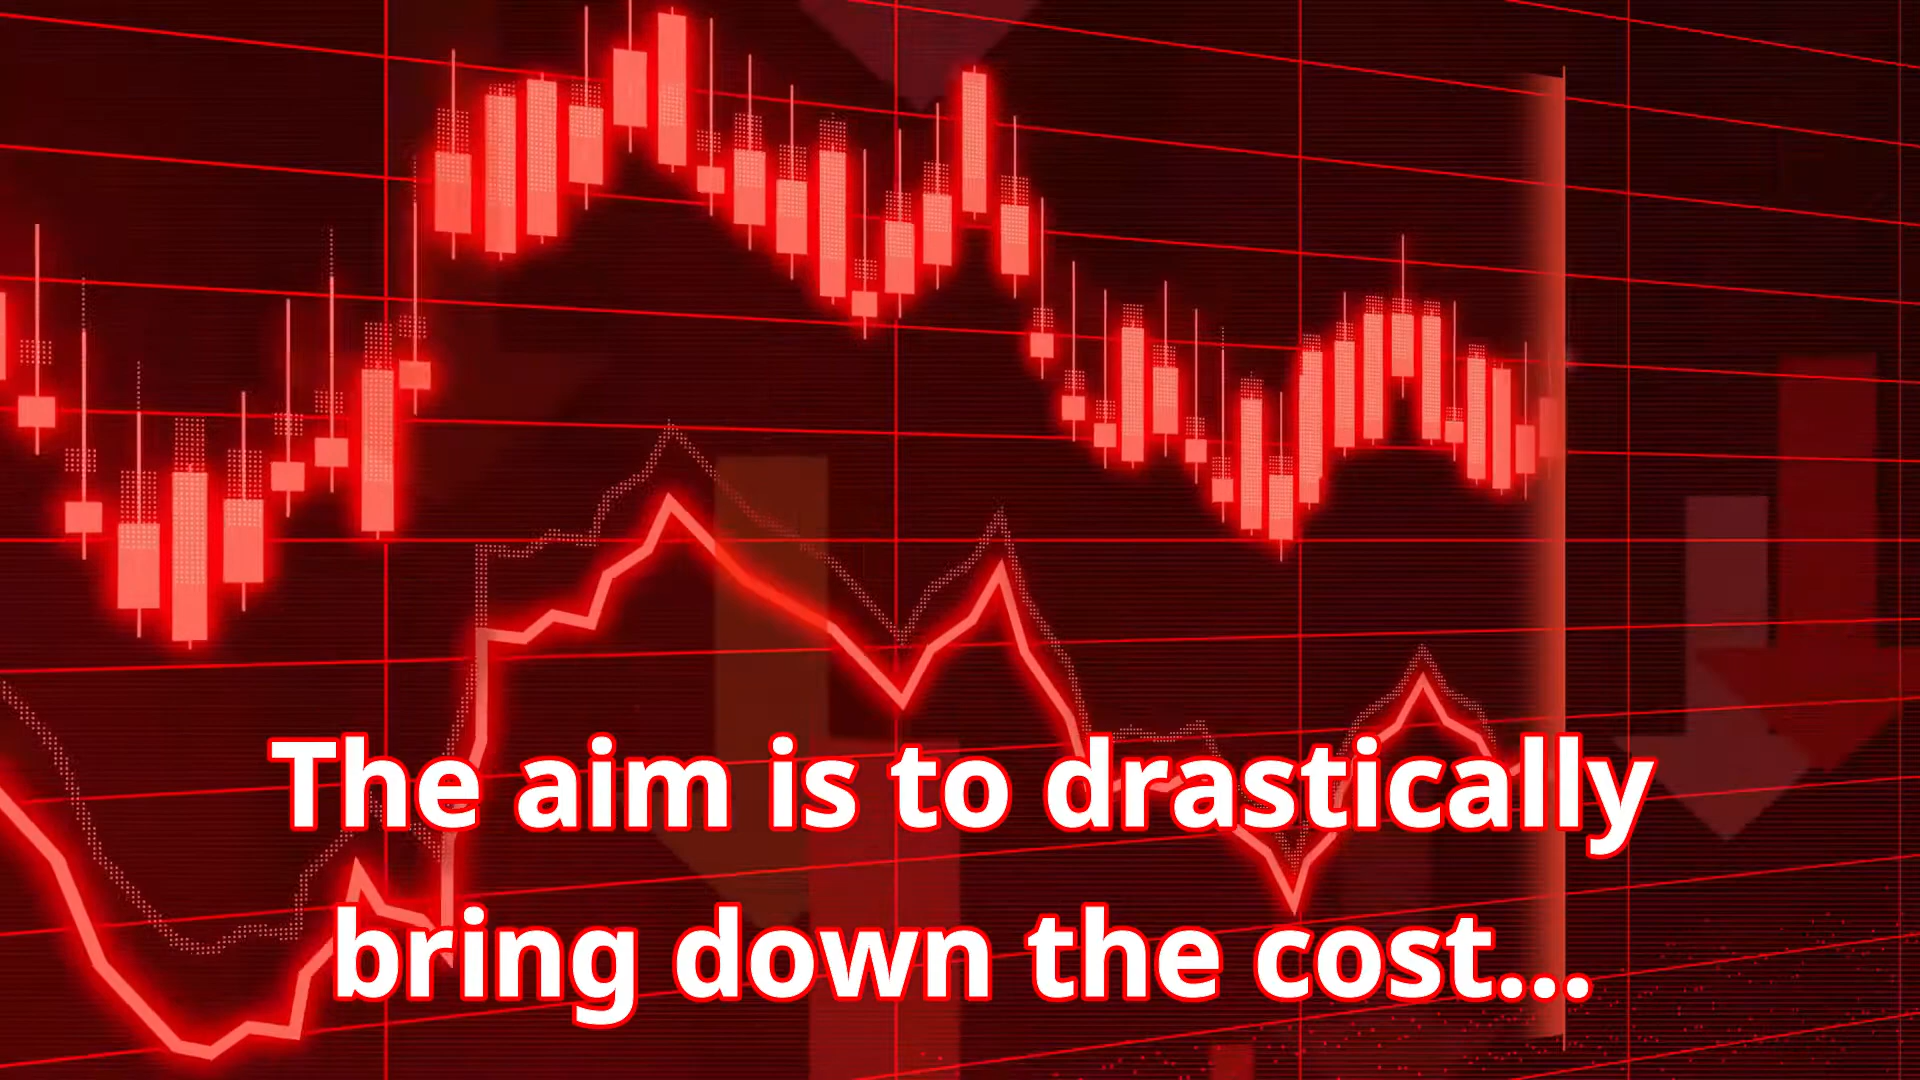 The aim is to drastically
bring down the cost...